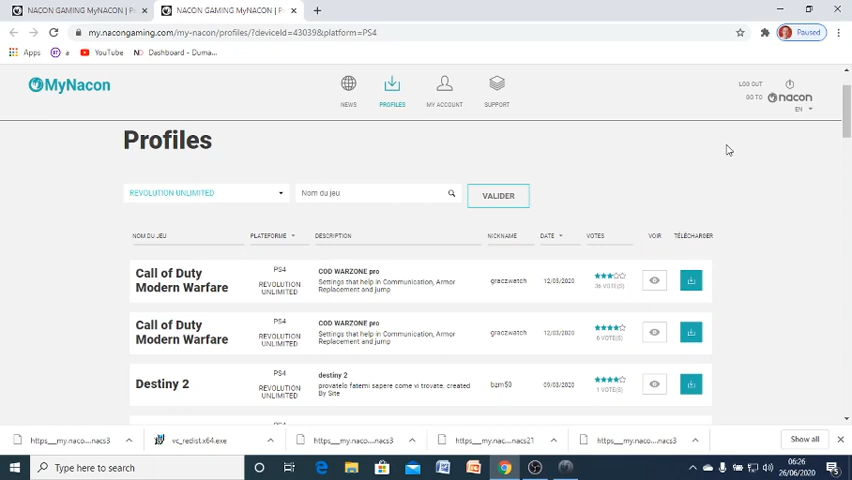 NACON GAMING MyNACON | P
NACON GAMING MyNACON | P
my.nacongaming.com/my-nacon/profiles/?deviceId=43039&platform=PS4
Paused
Apps
a
YouTube
Dashboard - Duma...
MyNacon
NEWS
PROFILES
MY ACCOUNT
SUPPORT
LOG OUT
GO TO nacon
EN
Profiles
REVOLUTION UNLIMITED
Nom du jeu
VALIDER
NOM DU JEU PLATEFORME DESCRIPTION NICKNAME DATE VOTES VOIR TÉLÉCHARGER
Call of Duty
Modern Warfare
PS4
REVOLUTION
UNLIMITED
COD WARZONE pro
Settings that help in Communication, Armor
Replacement and jump
graczwatch
12/03/2020
36 VOTE(S)
Call of Duty
Modern Warfare
PS4
REVOLUTION
UNLIMITED
COD WARZONE pro
Settings that help in Communication, Armor
Replacement and jump
graczwatch
12/03/2020
6 VOTE(S)
Destiny 2
PS4
REVOLUTION
UNLIMITED
destiny 2
provatelo fatemi sapere come vi trovate, created
By Site
bzm$0
09/03/2020
1 VOTE(S)
https___my.naco....nacs3
vc_redist.x64.exe
https___my.naco....nacs3
https___my.nac....nacs21
https___my.naco....nacs3
Show all
Type here to search
06:26
26/06/2020
5